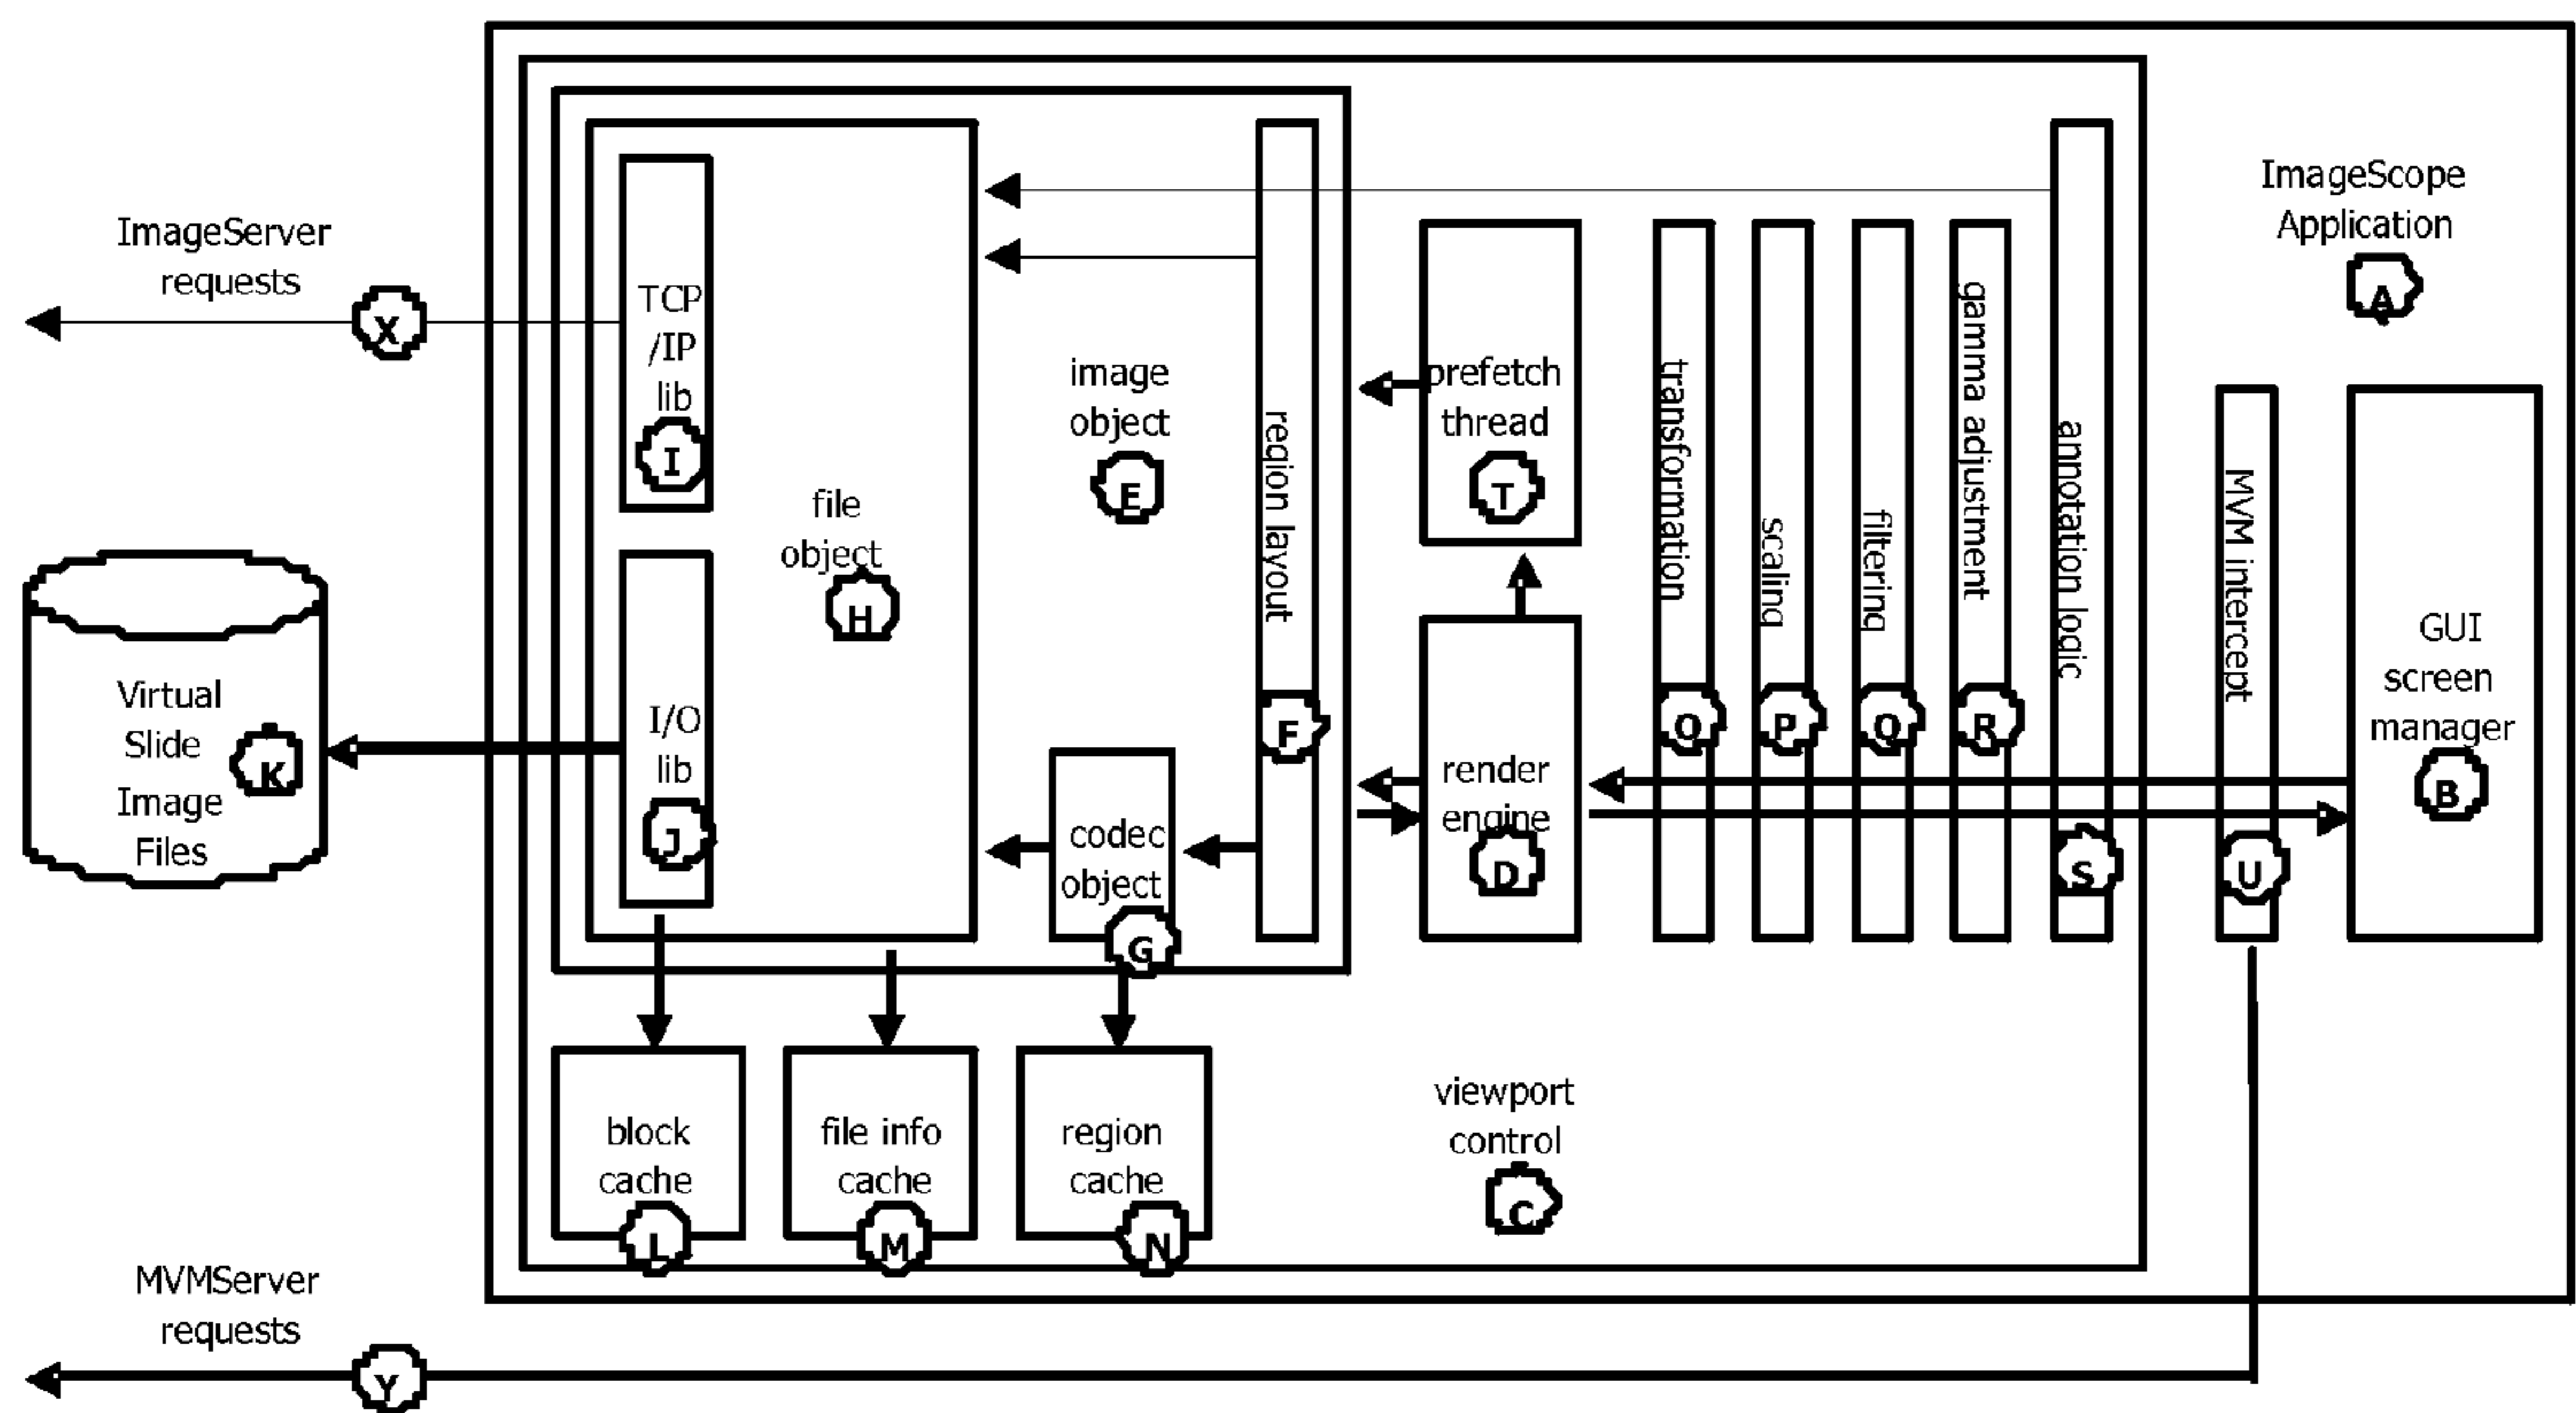 ImageServer
requests
X
TCP
/IP
lib
I
file
object
H
image
object
E
region layout
F
prefetch
thread
T
transformation
O
scaling
P
filtering
Q
gamma adjustment
R
annotation logic
S
ImageScope
Application
A
MVM intercept
U
GUI
screen
manager
B
Virtual
Slide
K
Image
Files
I/O
lib
J
codec
object
G
render
engine
D
block
cache
L
file info
cache
M
region
cache
N
viewport
control
C
MVMServer
requests
Y